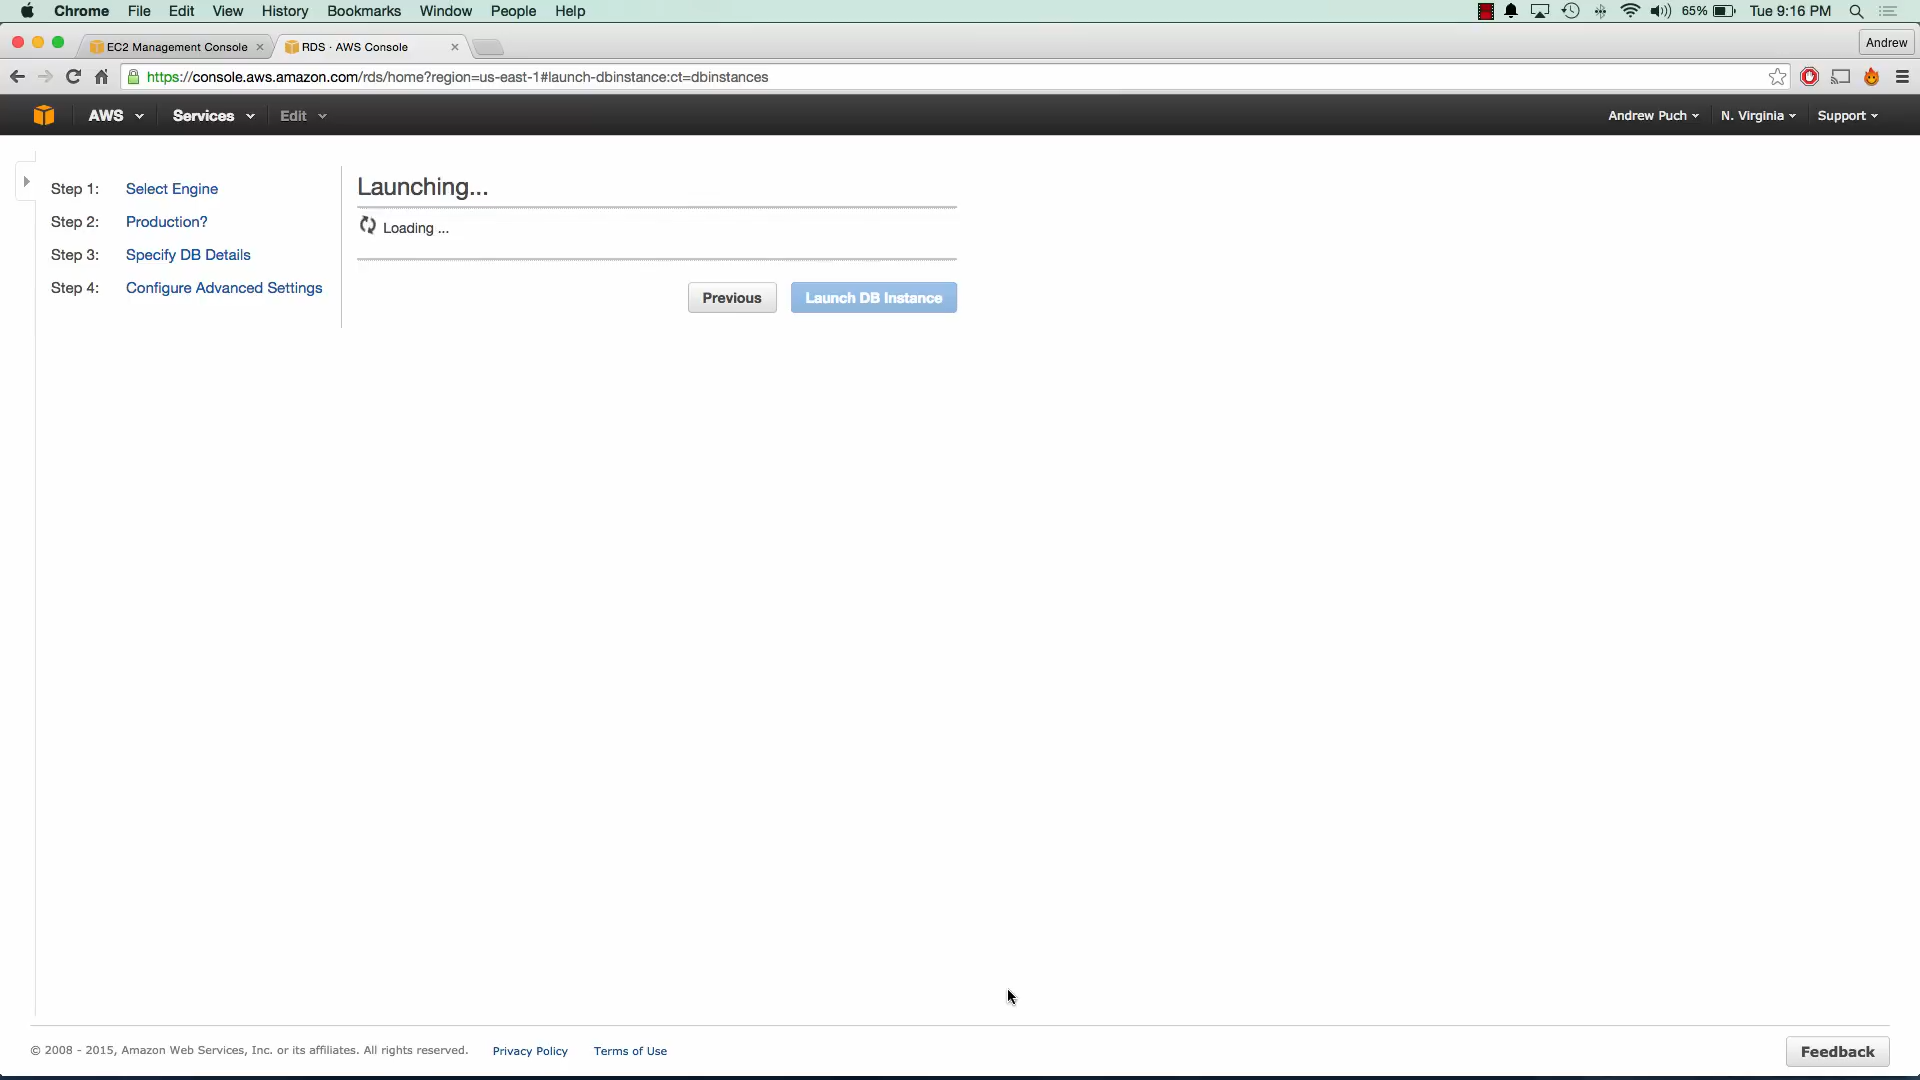 Chrome File Edit View History Bookmarks Window People Help 65% Tue 9:16 PM
EC2 Management Console RDS · AWS Console Andrew
https://console.aws.amazon.com/rds/home?region=us-east-1#launch-dbinstance:ct=dbinstances
AWS Services Edit Andrew Puch N. Virginia Support
Launching...
Step 1: Select Engine
Loading ...
Step 2: Production?
Step 3: Specify DB Details
Step 4: Configure Advanced Settings
Previous Launch DB Instance
© 2008 - 2015, Amazon Web Services, Inc. or its affiliates. All rights reserved. Privacy Policy Terms of Use Feedback